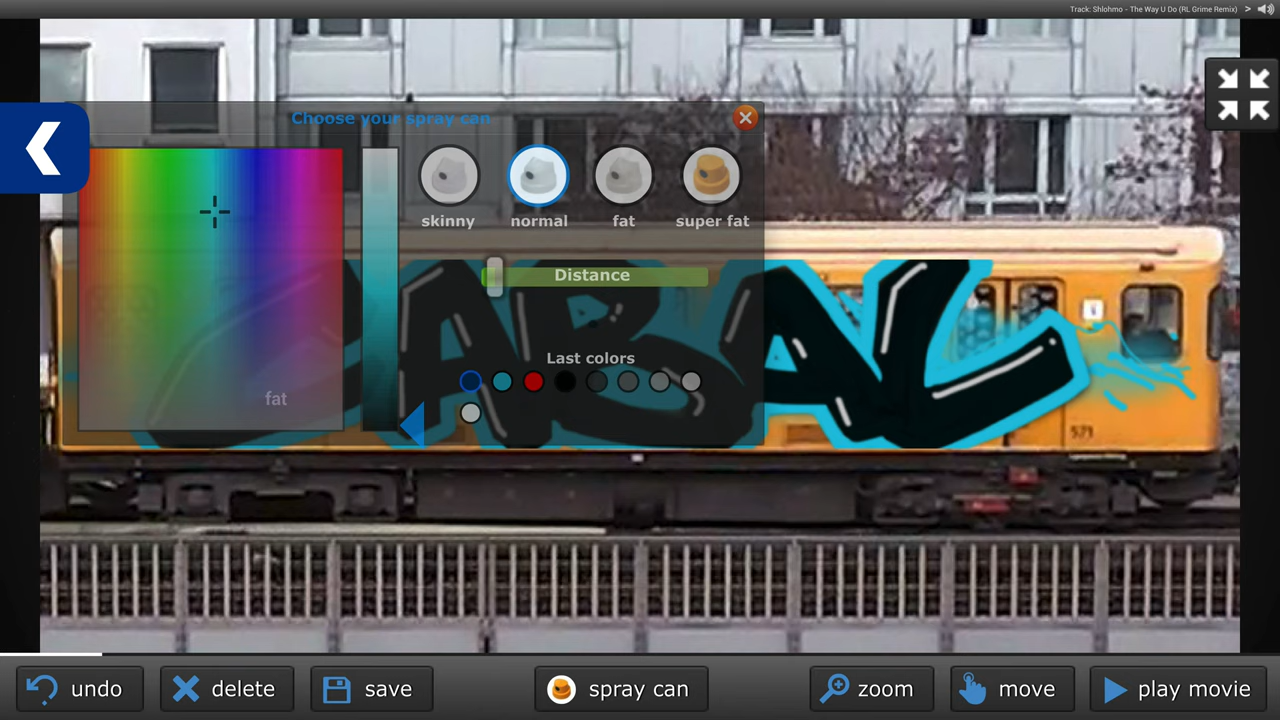 Track: Shlohmo - The Way U Do (RL Grime Remix) >
Choose your spray can
skinny
normal
fat
super fat
Distance
Last colors
fat
571
undo
delete
save
spray can
zoom
move
play movie